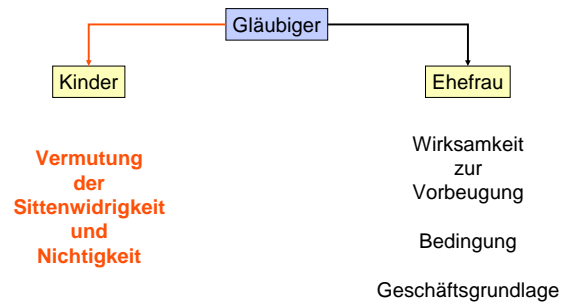 Gläubiger
Kinder
Ehefrau
Vermutung
der
Sittenwidrigkeit
und
Nichtigkeit
Wirksamkeit
zur
Vorbeugung
Bedingung
Geschäftsgrundlage